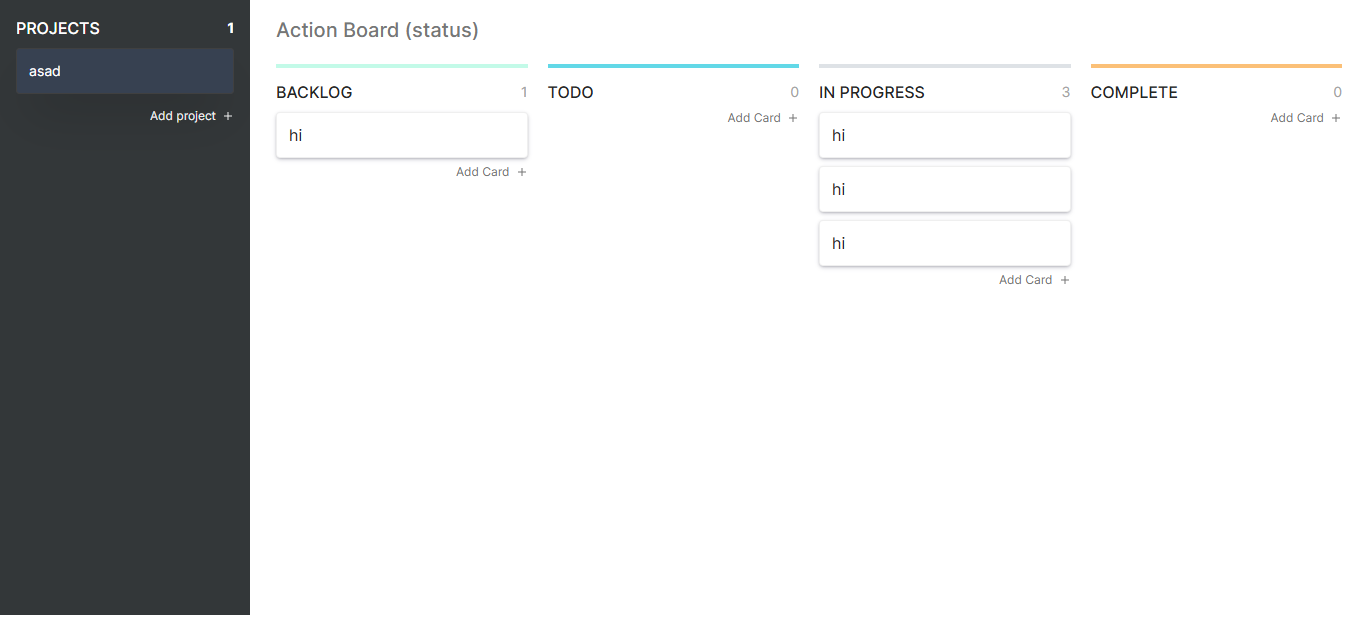 PROJECTS 1
asad
Add project +
Action Board (status)
BACKLOG 1
hi
Add Card +
TODO 0
Add Card +
IN PROGRESS 3
hi
hi
hi
Add Card +
COMPLETE 0
Add Card +